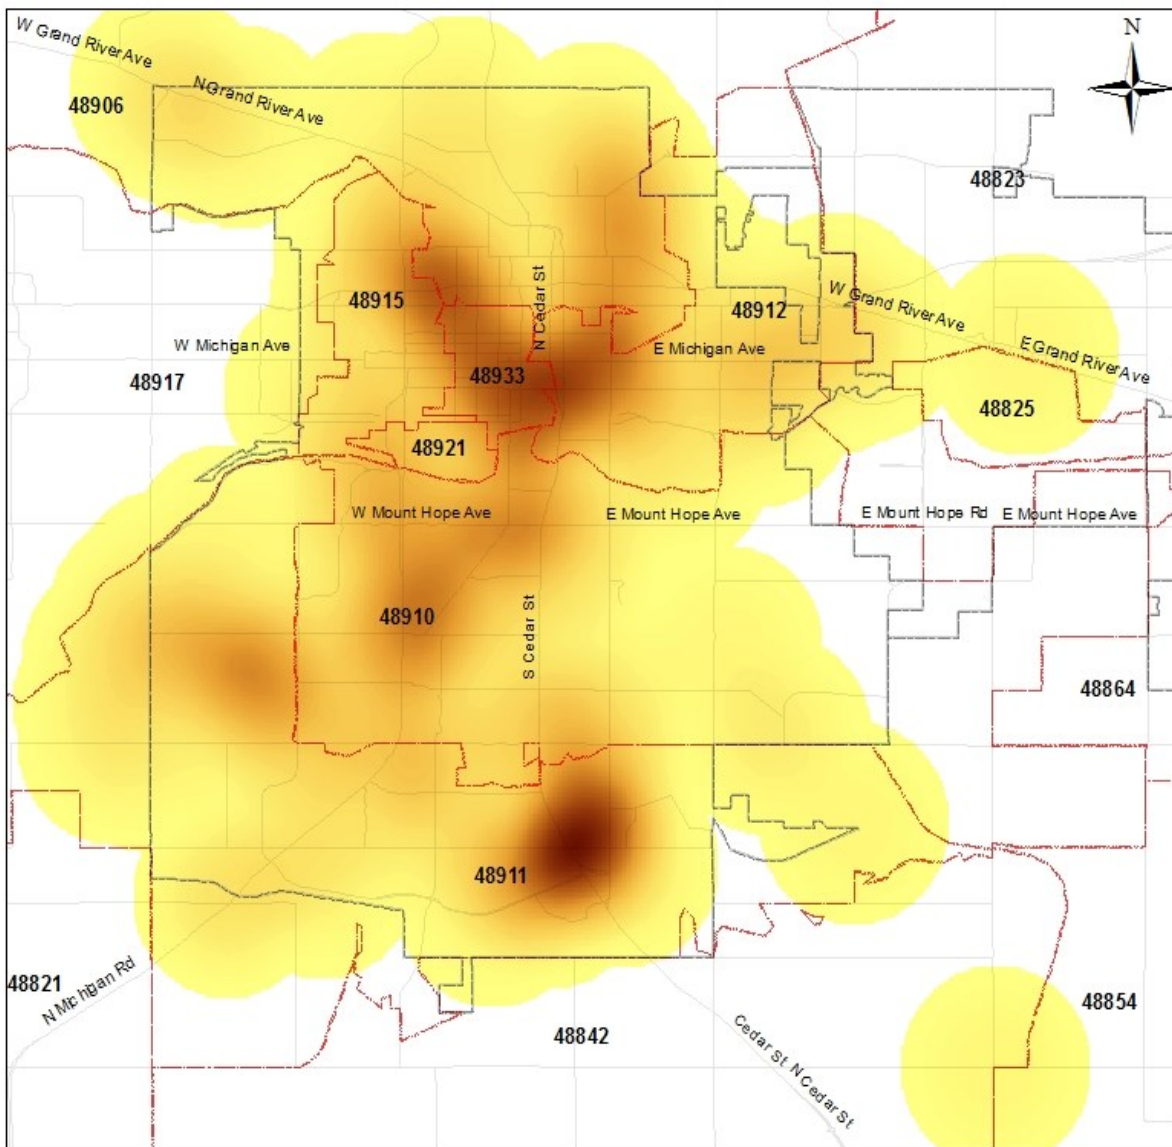 W Grand River Ave
N
N Grand River Ave
48906
48823
N Cedar St
48915
W Grand River Ave
48912
W Michigan Ave
E Michigan Ave
E Grand River Ave
48917
48933
48825
48921
W Mount Hope Ave
E Mount Hope Ave
E Mount Hope Rd
E Mount Hope Ave
48910
S Cedar St
48864
48911
48821
N Michigan Rd
48854
48842
Cedar St
N Cedar St